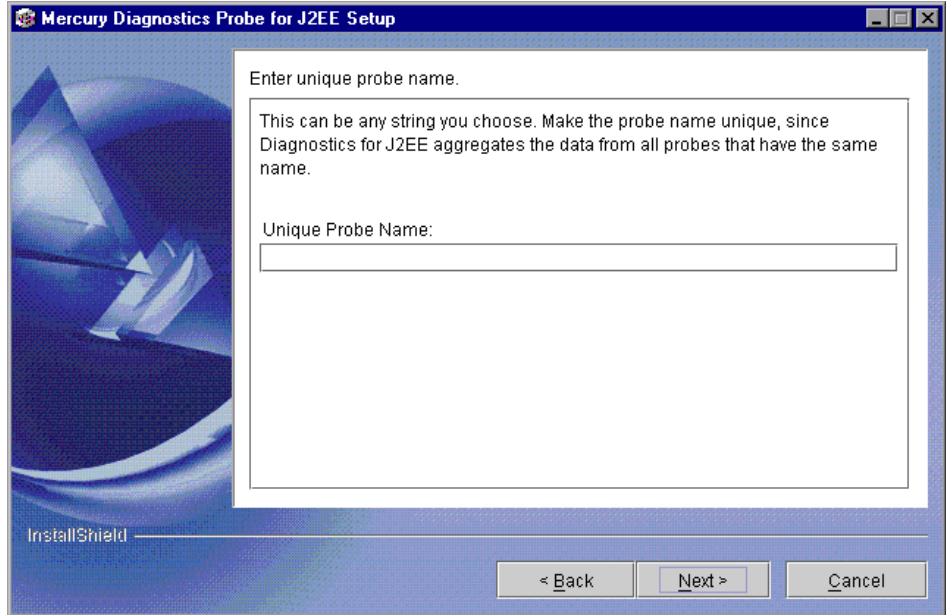 Mercury Diagnostics Probe for J2EE Setup
Enter unique probe name.
This can be any string you choose. Make the probe name unique, since
Diagnostics for J2EE aggregates the data from all probes that have the same
name.
Unique Probe Name:
InstallShield
< Back
Next >
Cancel